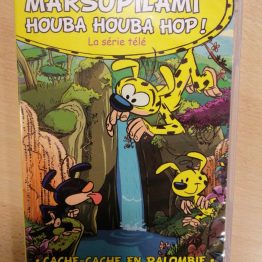 MARSUPILAMI
HOUBA HOUBA HOP!
La série télé
• CACHE-CACHE EN PALOMBIE •